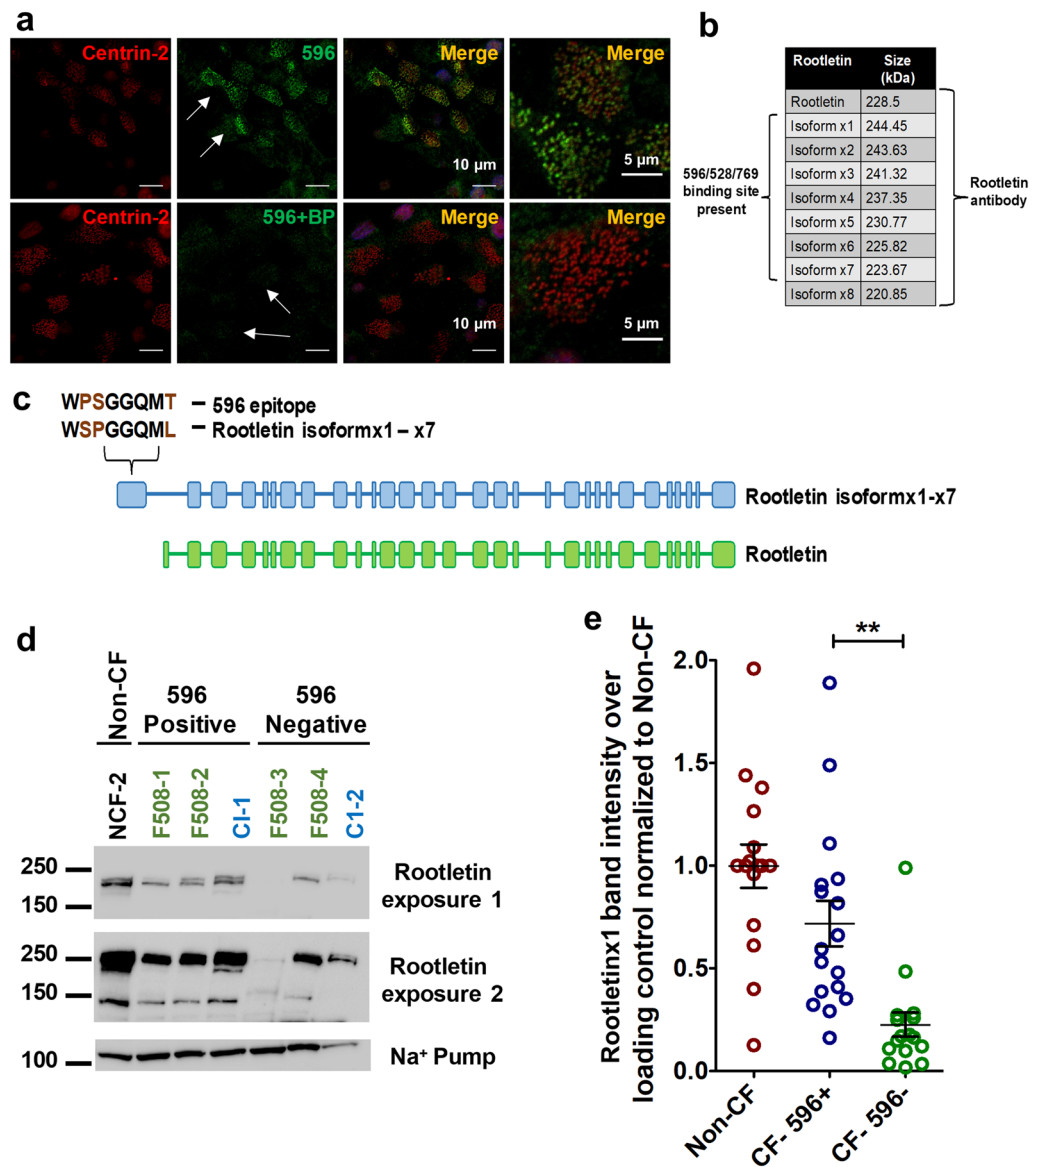 a
Centrin-2
596
Merge
Merge
10 µm
5 µm
Centrin-2
596+BP
Merge
Merge
10 µm
5 µm
b
Rootletin Size (kDa)
Rootletin 228.5
Isoform x1 244.45
Isoform x2 243.63
Isoform x3 241.32
Isoform x4 237.35
Isoform x5 230.77
Isoform x6 225.82
Isoform x7 223.67
Isoform x8 220.85
596/528/769
binding site
present
Rootletin
antibody
c
WPSGGQMT – 596 epitope
WSPGGQML – Rootletin isoformx1 – x7
Rootletin isoformx1-x7
Rootletin
d
Non-CF
596
Positive
596
Negative
NCF-2
F508-1
F508-2
CI-1
F508-3
F508-4
C1-2
250
150
Rootletin
exposure 1
250
150
Rootletin
exposure 2
100
Na+ Pump
e
Rootletinx1 band intensity over
loading control normalized to Non-CF
**
2.0
1.5
1.0
0.5
0.0
Non-CF
CF- 596+
CF- 596-